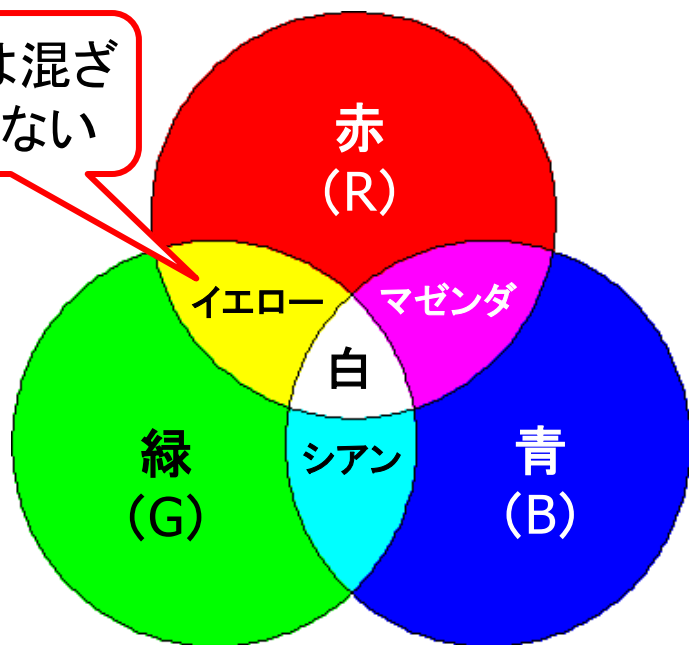 は混ざ
ない
赤
（R）
イエロー
マゼンダ
白
シアン
緑
（G）
青
（B）